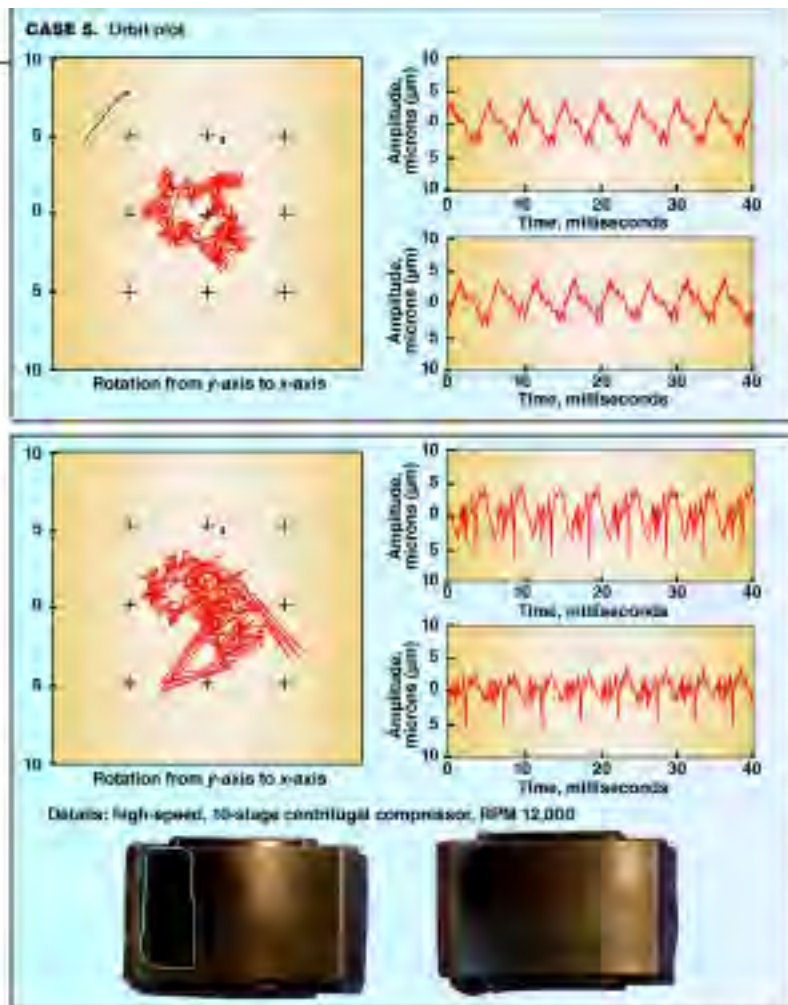 CASE 5. Orbit plot
10
5
0
5
10
Rotation from y-axis to x-axis
Amplitude,
microns (µm)
10
5
0
5
10
0 10 20 30 40
Time, milliseconds
Amplitude,
microns (µm)
10
5
0
5
10
0 10 20 30 40
Time, milliseconds
10
5
0
5
10
Rotation from y-axis to x-axis
Amplitude,
microns (µm)
10
5
0
5
10
0 10 20 30 40
Time, milliseconds
Amplitude,
microns (µm)
10
5
0
5
10
0 10 20 30 40
Time, milliseconds
Details: high-speed, 10-stage centrifugal compressor, RPM 12,000